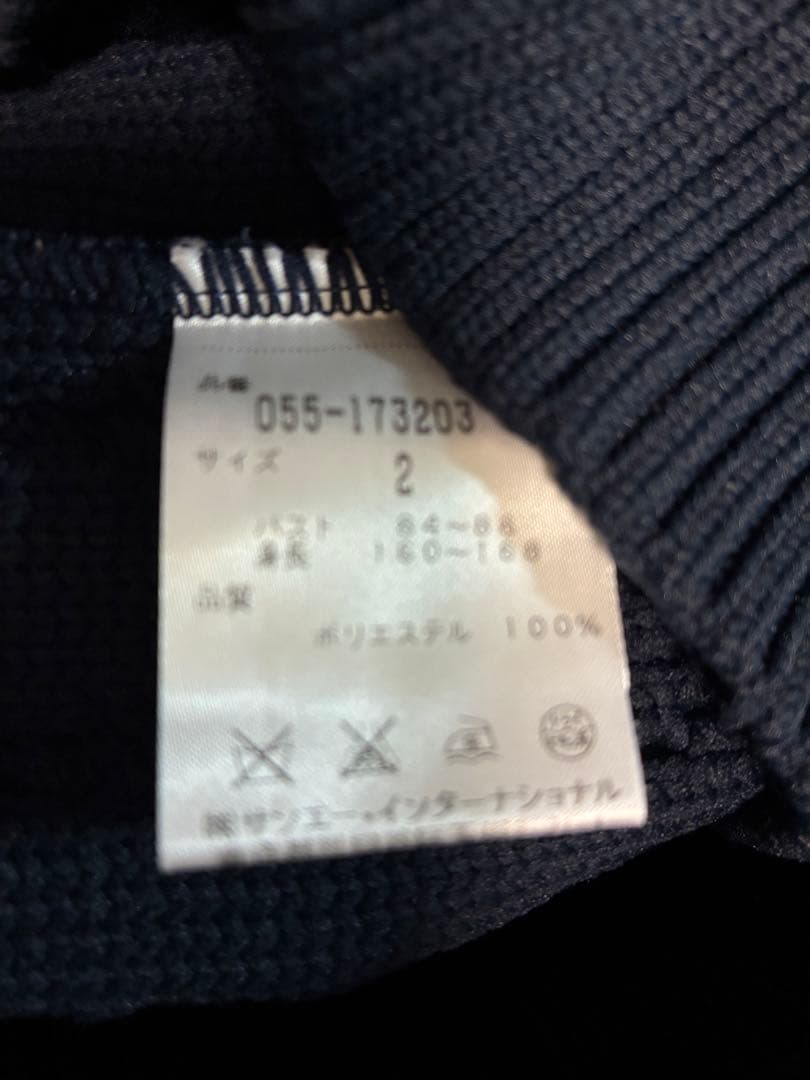 品番
055-173203
サイズ 2
バスト 84~88
身長 160~168
品質
ポリエステル 100%
㈱サンエー・インターナショナル